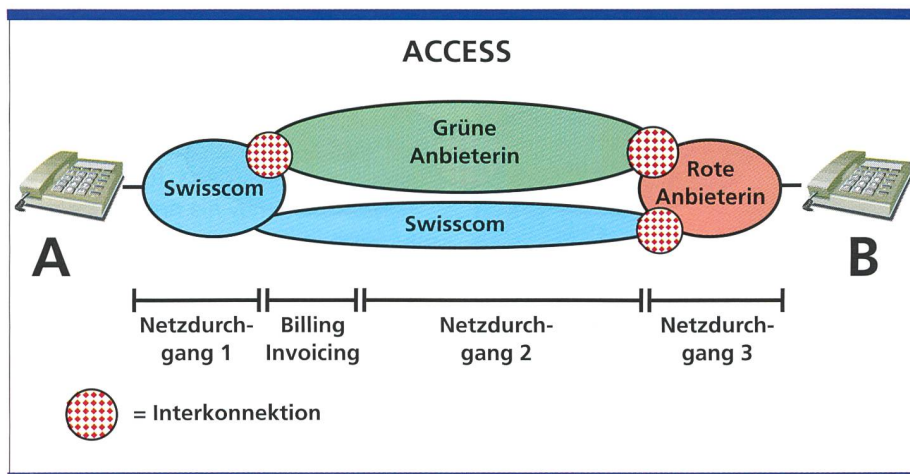 ACCESS
Grüne
Anbieterin
Swisscom
Rote
Anbieterin
Swisscom
A
B
Netzdurch-
gang 1
Billing
Invoicing
Netzdurch-
gang 2
Netzdurch-
gang 3
= Interkonnektion